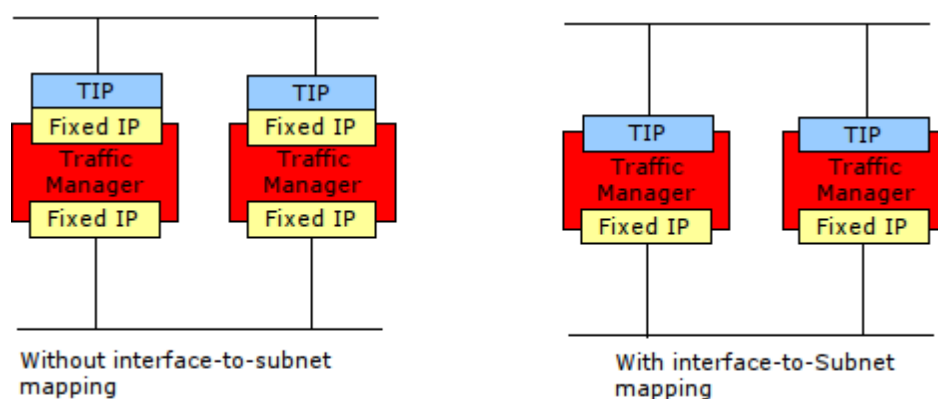 TIP
Fixed IP
Traffic
Manager
Fixed IP
TIP
Fixed IP
Traffic
Manager
Fixed IP
Without interface-to-subnet
mapping
TIP
Traffic
Manager
Fixed IP
TIP
Traffic
Manager
Fixed IP
With interface-to-Subnet
mapping